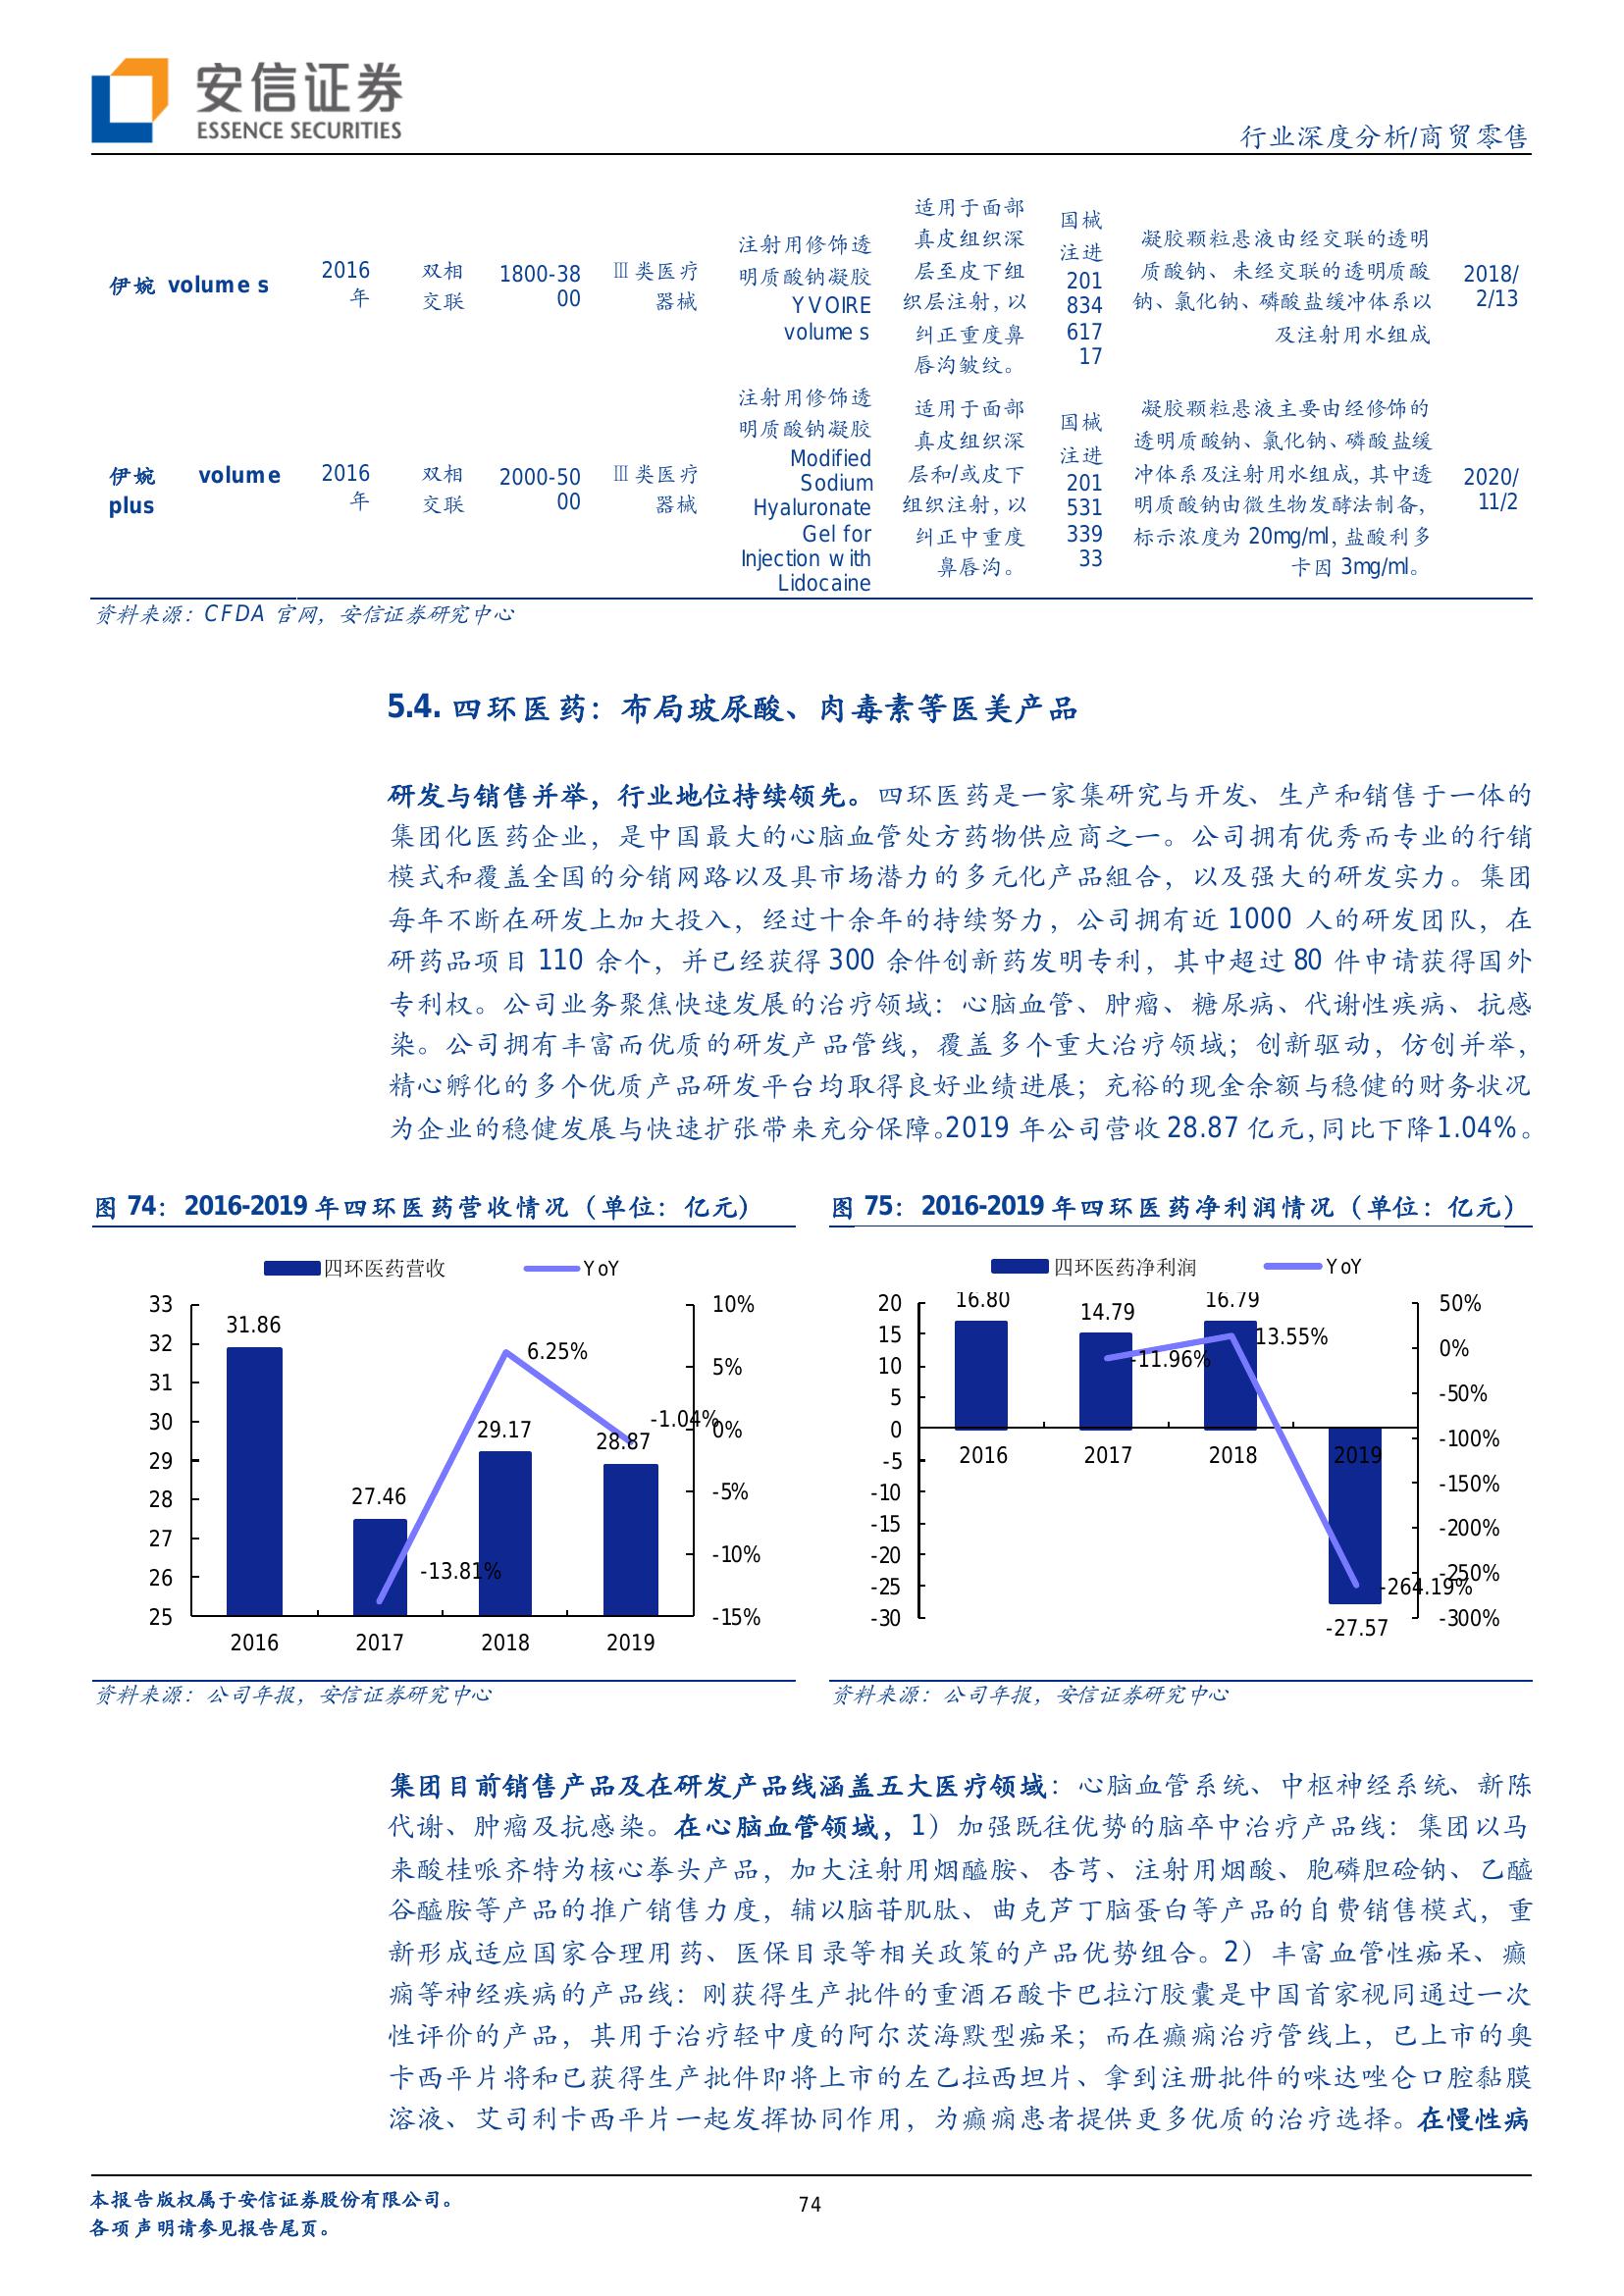 安信证券
ESSENCE SECURITIES
行业深度分析/商贸零售
伊婉 volume s
2016
年
双相
交联
1800-38
00
Ⅲ类医疗
器械
注射用修饰透
明质酸钠凝胶
YVOIRE
volume s
适用于面部
真皮组织深
层至皮下组
织层注射，以
纠正重度鼻
唇沟皱纹。
国械
注进
201
834
617
17
凝胶颗粒悬液由经交联的透明
质酸钠、未经交联的透明质酸
钠、氯化钠、磷酸盐缓冲体系以
及注射用水组成
2018/
2/13
伊婉 volume
plus
2016
年
双相
交联
2000-50
00
Ⅲ类医疗
器械
注射用修饰透
明质酸钠凝胶
Modified
Sodium
Hyaluronate
Gel for
Injection with
Lidocaine
适用于面部
真皮组织深
层和/或皮下
组织注射，以
纠正中重度
鼻唇沟。
国械
注进
201
531
339
33
凝胶颗粒悬液主要由经修饰的
透明质酸钠、氯化钠、磷酸盐缓
冲体系及注射用水组成，其中透
明质酸钠由微生物发酵法制备，
标示浓度为 20mg/ml，盐酸利多
卡因 3mg/ml。
2020/
11/2
资料来源：CFDA 官网，安信证券研究中心
5.4. 四环医药：布局玻尿酸、肉毒素等医美产品
研发与销售并举，行业地位持续领先。四环医药是一家集研究与开发、生产和销售于一体的
集团化医药企业，是中国最大的心脑血管处方药物供应商之一。公司拥有优秀而专业的行销
模式和覆盖全国的分销网路以及具市场潜力的多元化产品組合，以及强大的研发实力。集团
每年不断在研发上加大投入，经过十余年的持续努力，公司拥有近 1000 人的研发团队，在
研药品项目 110 余个，并已经获得 300 余件创新药发明专利，其中超过 80 件申请获得国外
专利权。公司业务聚焦快速发展的治疗领域：心脑血管、肿瘤、糖尿病、代谢性疾病、抗感
染。公司拥有丰富而优质的研发产品管线，覆盖多个重大治疗领域；创新驱动，仿创并举，
精心孵化的多个优质产品研发平台均取得良好业绩进展；充裕的现金余额与稳健的财务状况
为企业的稳健发展与快速扩张带来充分保障。2019 年公司营收 28.87 亿元，同比下降 1.04%。
图 74：2016-2019 年四环医药营收情况（单位：亿元）
四环医药营收
YoY
33
32
31
30
29
28
27
26
25
31.86
27.46
29.17
28.87
-13.81%
6.25%
-1.04%
10%
5%
0%
-5%
-10%
-15%
2016
2017
2018
2019
资料来源：公司年报，安信证券研究中心
图 75：2016-2019 年四环医药净利润情况（单位：亿元）
四环医药净利润
YoY
20
15
10
5
0
-5
-10
-15
-20
-25
-30
16.80
14.79
16.79
-27.57
-11.96%
13.55%
-264.19%
50%
0%
-50%
-100%
-150%
-200%
-250%
-300%
2016
2017
2018
2019
资料来源：公司年报，安信证券研究中心
集团目前销售产品及在研发产品线涵盖五大医疗领域：心脑血管系统、中枢神经系统、新陈
代谢、肿瘤及抗感染。在心脑血管领域，1）加强既往优势的脑卒中治疗产品线：集团以马
来酸桂哌齐特为核心拳头产品，加大注射用烟醯胺、杏芎、注射用烟酸、胞磷胆硷钠、乙醯
谷醯胺等产品的推广销售力度，辅以脑苷肌肽、曲克芦丁脑蛋白等产品的自费销售模式，重
新形成适应国家合理用药、医保目录等相关政策的产品优势组合。2）丰富血管性痴呆、癫
痫等神经疾病的产品线：刚获得生产批件的重酒石酸卡巴拉汀胶囊是中国首家视同通过一次
性评价的产品，其用于治疗轻中度的阿尔茨海默型痴呆；而在癫痫治疗管线上，已上市的奥
卡西平片将和已获得生产批件即将上市的左乙拉西坦片、拿到注册批件的咪达唑仑口腔黏膜
溶液、艾司利卡西平片一起发挥协同作用，为癫痫患者提供更多优质的治疗选择。在慢性病
本报告版权属于安信证券股份有限公司。
各项声明请参见报告尾页。
74